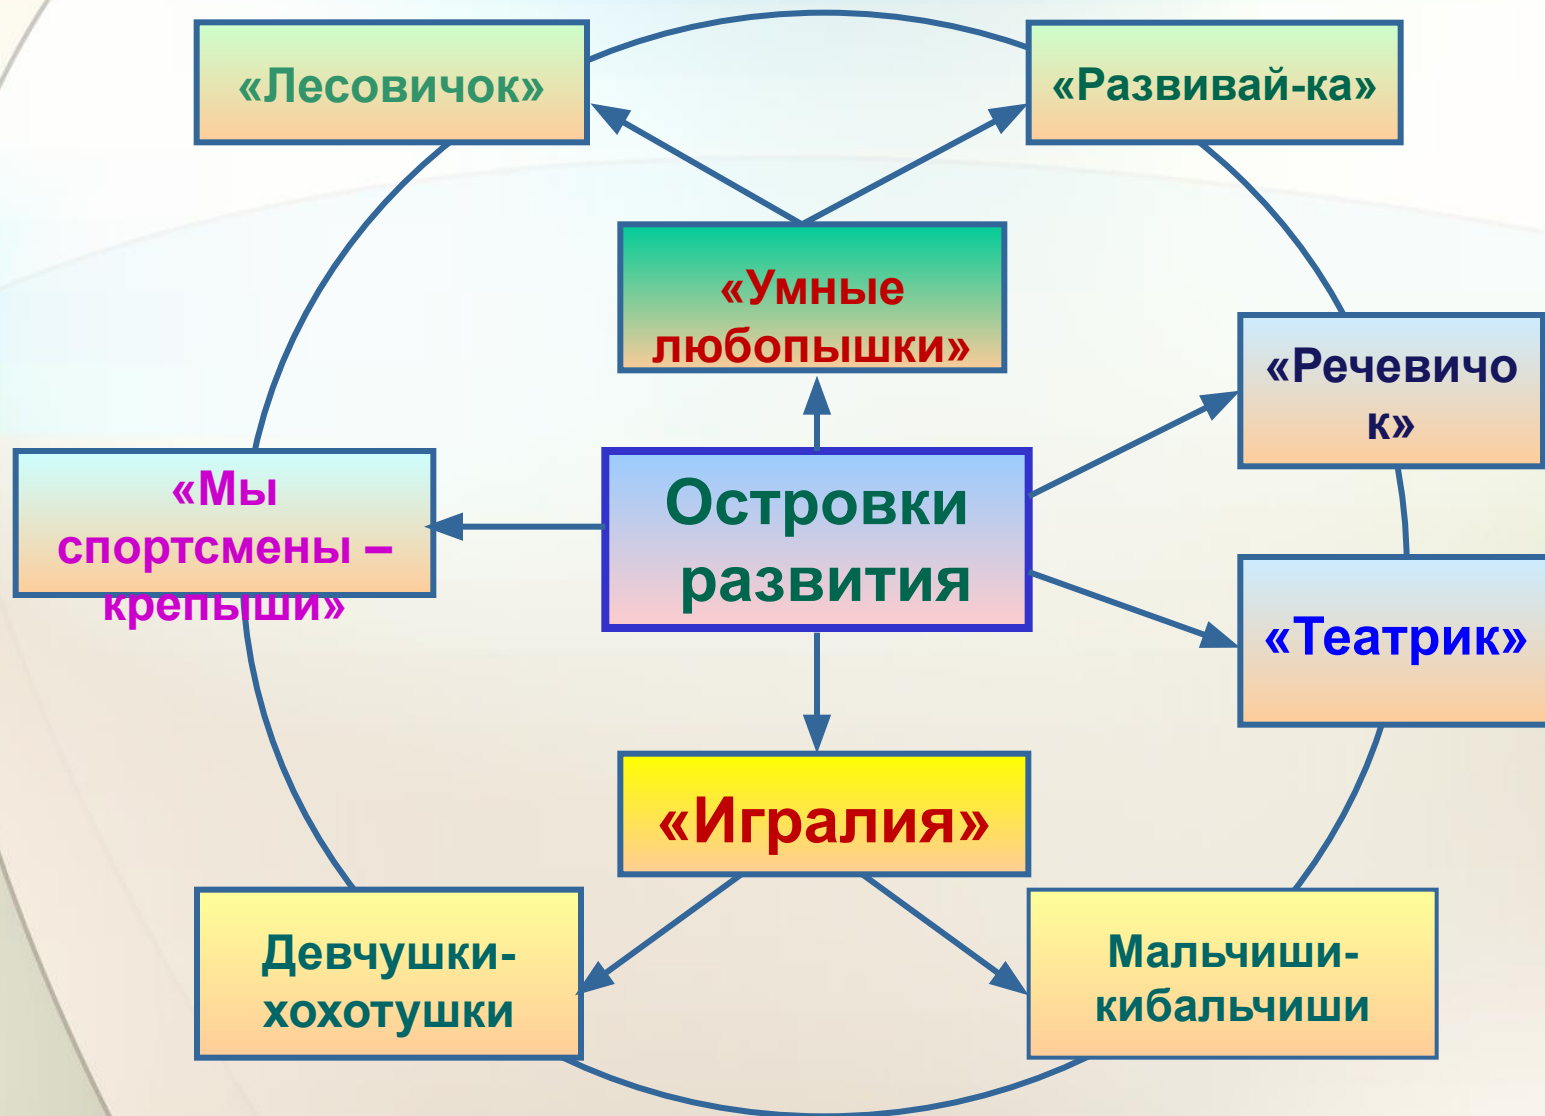 «Лесовичок»
«Развивай-ка»
«Умные
любопышки»
«Речевичо
к»
«Мы
спортсмены –
крепыши»
Островки
развития
«Театрик»
«Игралия»
Девчушки-
хохотушки
Мальчиши-
кибальчиши